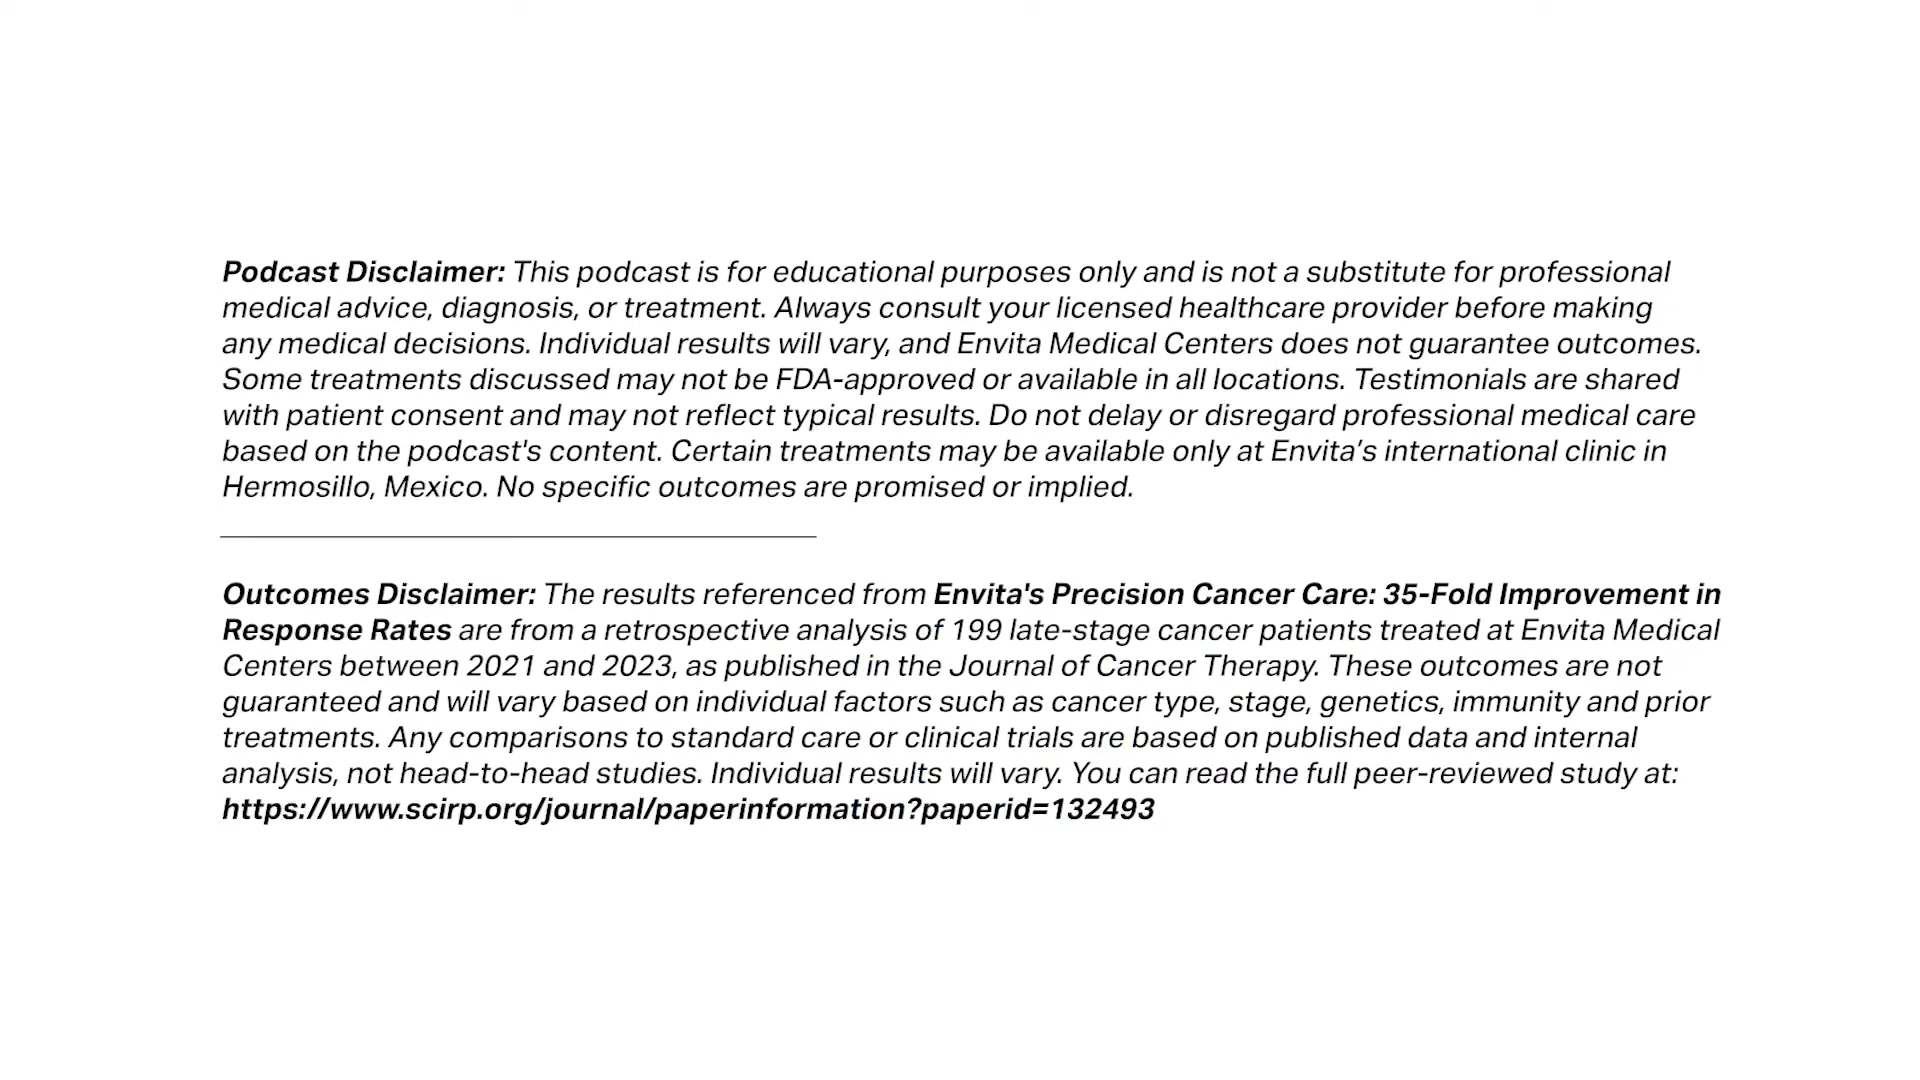 Podcast Disclaimer: This podcast is for educational purposes only and is not a substitute for professional
medical advice, diagnosis, or treatment. Always consult your licensed healthcare provider before making
any medical decisions. Individual results will vary, and Envita Medical Centers does not guarantee outcomes.
Some treatments discussed may not be FDA-approved or available in all locations. Testimonials are shared
with patient consent and may not reflect typical results. Do not delay or disregard professional medical care
based on the podcast's content. Certain treatments may be available only at Envita’s international clinic in
Hermosillo, Mexico. No specific outcomes are promised or implied.
Outcomes Disclaimer: The results referenced from Envita's Precision Cancer Care: 35-Fold Improvement in
Response Rates are from a retrospective analysis of 199 late-stage cancer patients treated at Envita Medical
Centers between 2021 and 2023, as published in the Journal of Cancer Therapy. These outcomes are not
guaranteed and will vary based on individual factors such as cancer type, stage, genetics, immunity and prior
treatments. Any comparisons to standard care or clinical trials are based on published data and internal
analysis, not head-to-head studies. Individual results will vary. You can read the full peer-reviewed study at:
https://www.scirp.org/journal/paperinformation?paperid=132493